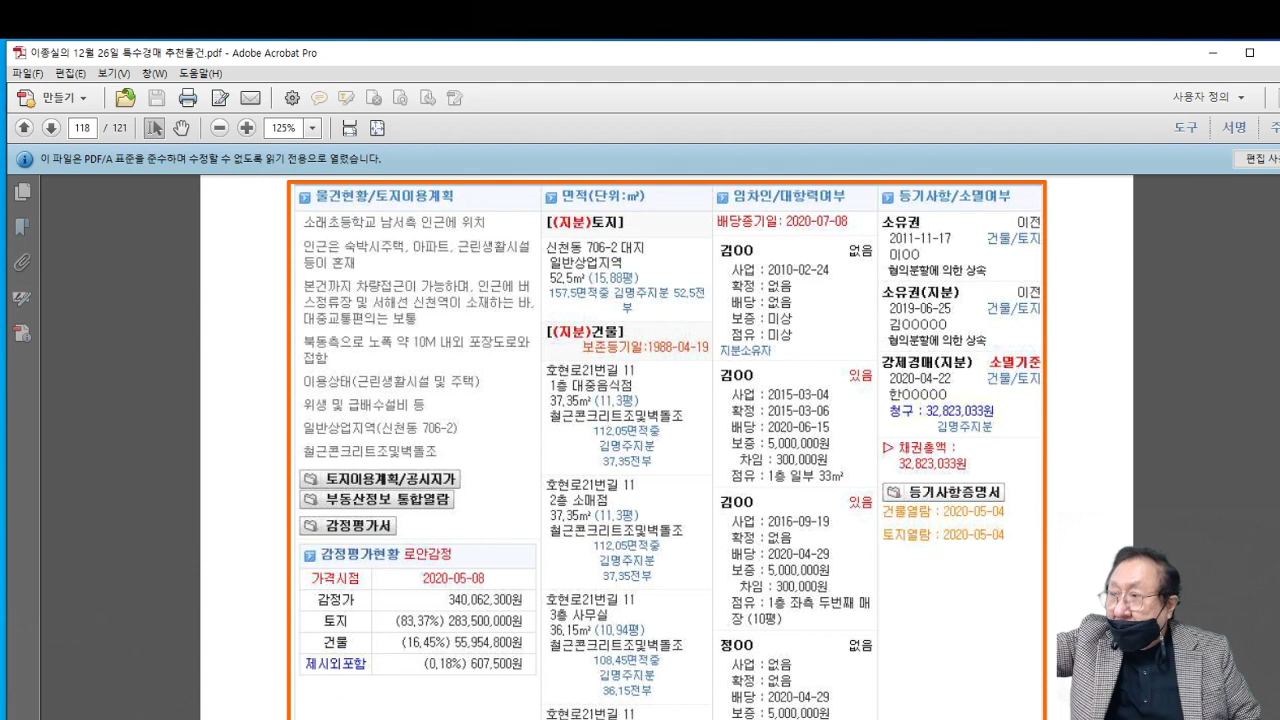 이종실의 12월 26일 특수경매 추천물건.pdf - Adobe Acrobat Pro
파일(F) 편집(E) 보기(V) 창(W) 도움말(H)
만들기
사용자 정의
118 / 121
125%
도구
서명
이 파일은 PDF/A 표준을 준수하며 수정할 수 없도록 읽기 전용으로 열렸습니다.
편집 사
물건현황/토지이용계획
소래초등학교 남서측 인근에 위치
인근은 숙박시주택, 아파트, 근린생활시설
등이 혼재
본건까지 차량접근이 가능하며, 인근에 버
스정류장 및 서해선 신천역이 소재하는 바,
대중교통편의는 보통
북동측으로 노폭 약 10M 내외 포장도로와
접함
이용상태(근린생활시설 및 주택)
위생 및 급배수설비 등
일반상업지역(신천동 706-2)
철근콘크리트조및벽돌조
토지이용계획/공시지가
부동산정보 통합열람
감정평가서
감정평가현황 로안감정
가격시점 2020-05-08
감정가 340,062,300원
토지 (83,37%) 283,500,000원
건물 (16,45%) 55,954,800원
제시외포함 (0,18%) 607,500원
면적(단위:㎡)
[(지분)토지]
신천동 706-2 대지
일반상업지역
52,5㎡ (15,88평)
157,5면적중 김명주지분 52,5전
부
[(지분)건물]
보존등기일:1988-04-19
호현로21번길 11
1층 대중음식점
37,35㎡ (11,3평)
철근콘크리트조및벽돌조
112,05면적중
김명주지분
37,35전부
호현로21번길 11
2층 소매점
37,35㎡ (11,3평)
철근콘크리트조및벽돌조
112,05면적중
김명주지분
37,35전부
호현로21번길 11
3층 사무실
36,15㎡ (10,94평)
철근콘크리트조및벽돌조
108,45면적중
김명주지분
36,15전부
호현로21번길 11
임차인/대항력여부
배당종기일: 2020-07-08
김OO 없음
사업 : 2010-02-24
확정 : 없음
배당 : 없음
보증 : 미상
점유 : 미상
지분소유자
김OO 있음
사업 : 2015-03-04
확정 : 2015-03-06
배당 : 2020-06-15
보증 : 5,000,000원
차임 : 300,000원
점유 : 1층 일부 33㎡
김OO 있음
사업 : 2016-09-19
확정 : 없음
배당 : 2020-04-29
보증 : 5,000,000원
차임 : 300,000원
점유 : 1층 좌측 두번째 매
장 (10평)
정OO 없음
사업 : 없음
확정 : 없음
배당 : 2020-04-29
보증 : 5,000,000원
등기사항/소멸여부
소유권 이전
2011-11-17 건물/토지
이OO
협의분할에 의한 상속
소유권(지분) 이전
2019-06-25 건물/토지
김OOOOO
협의분할에 의한 상속
강제경매(지분) 소멸기준
2020-04-22 건물/토지
한OOOOO
청구 : 32,823,033원
김명주지분
▷ 채권총액 :
32,823,033원
등기사항증명서
건물열람 : 2020-05-04
토지열람 : 2020-05-04